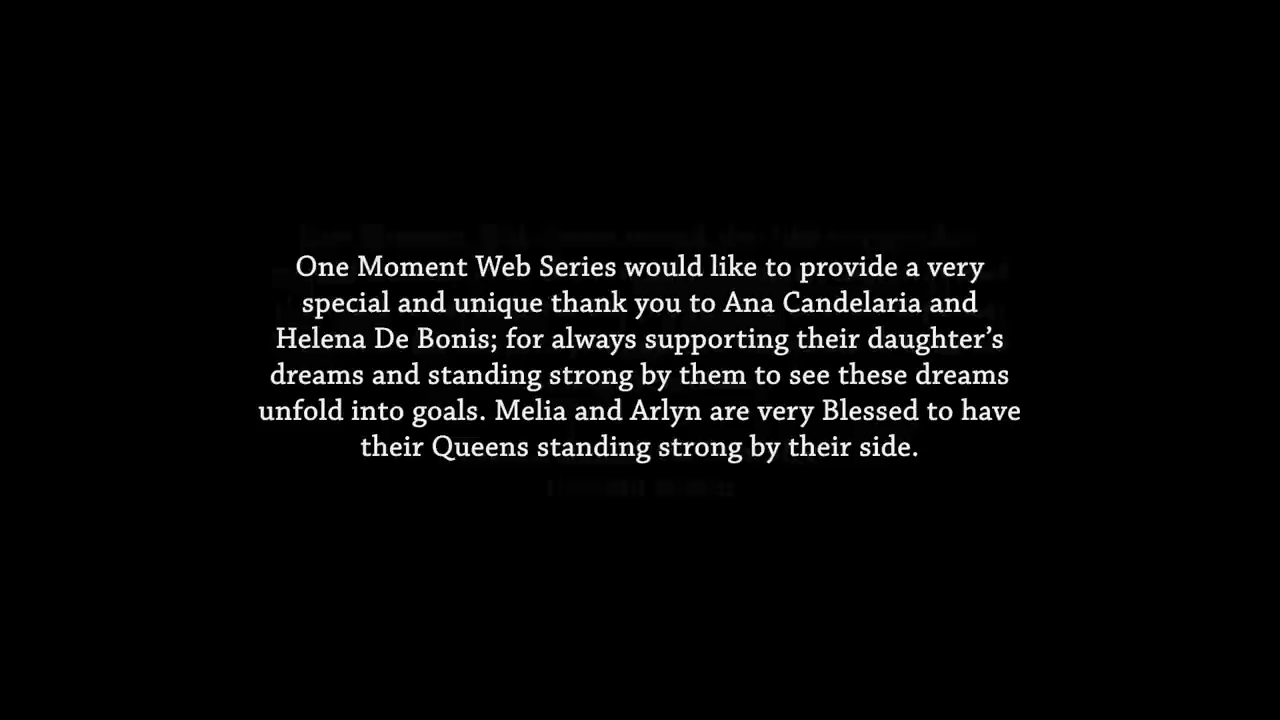 One Moment Web Series would like to provide a very
special and unique thank you to Ana Candelaria and
Helena De Bonis; for always supporting their daughter’s
dreams and standing strong by them to see these dreams
unfold into goals. Melia and Arlyn are very Blessed to have
their Queens standing strong by their side.